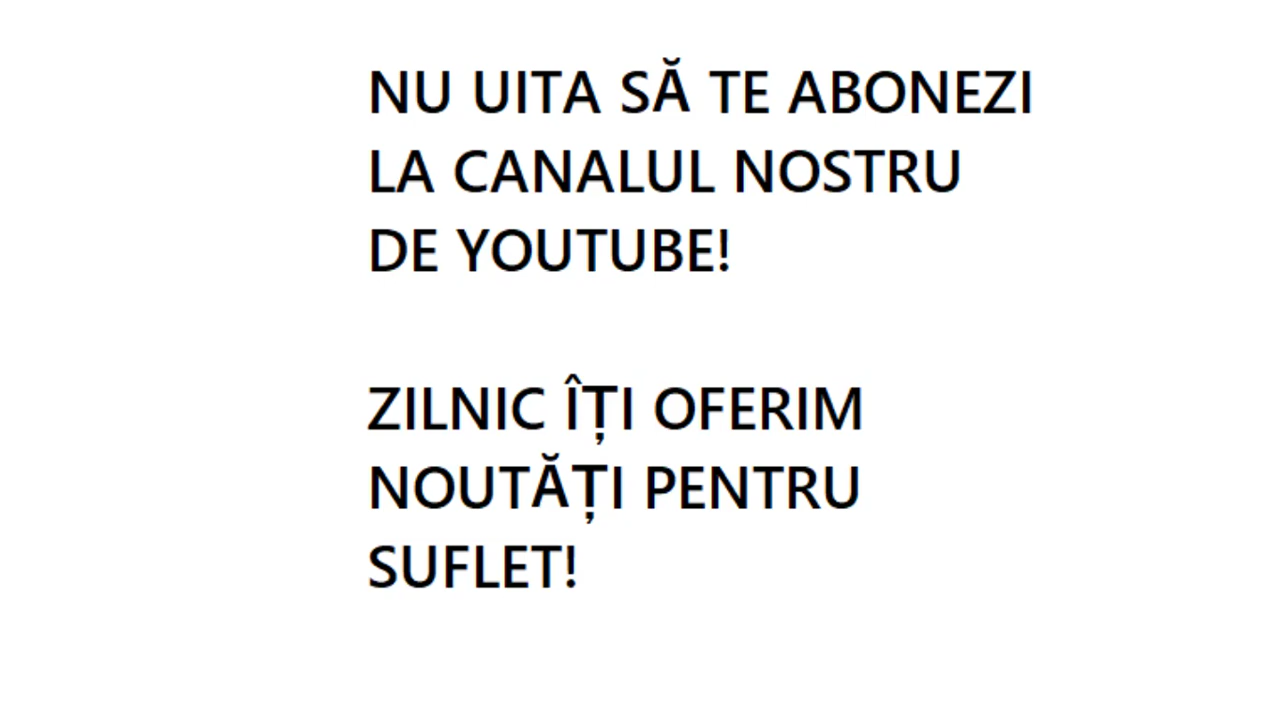 NU UITA SĂ TE ABONEZI
LA CANALUL NOSTRU
DE YOUTUBE!
ZILNIC ÎȚI OFERIM
NOUTĂȚI PENTRU
SUFLET!